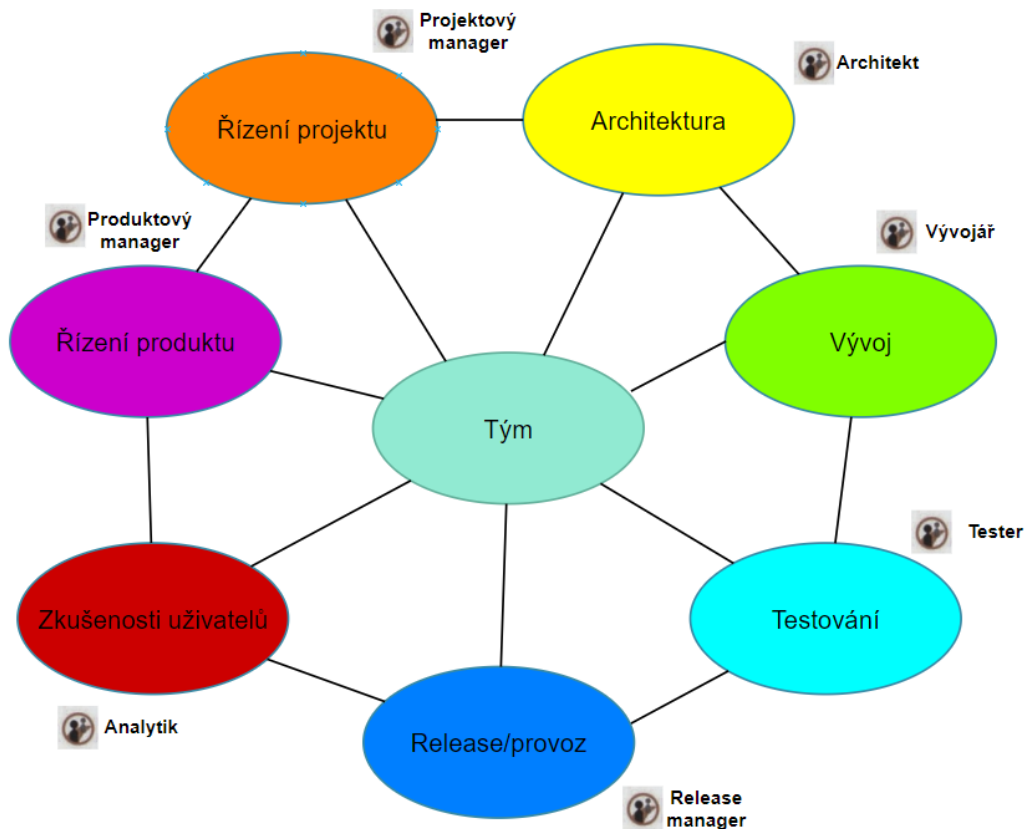 Projektový
manager
Architekt
Řízení projektu
Architektura
Produktový
manager
Vývojář
Řízení produktu
Vývoj
Tým
Tester
Zkušenosti uživatelů
Testování
Analytik
Release/provoz
Release
manager